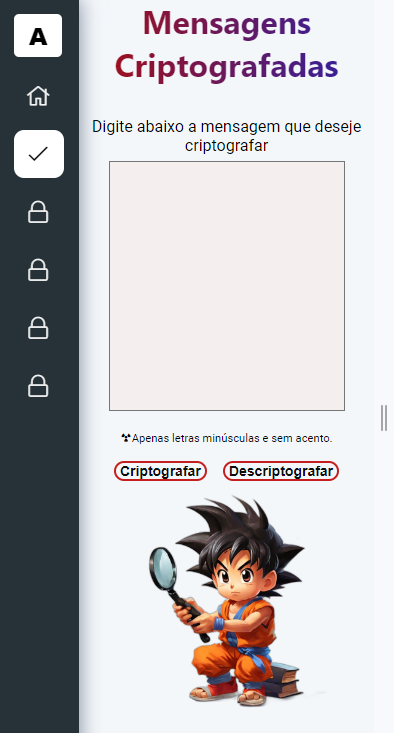 A
Mensagens
Criptografadas
Digite abaixo a mensagem que deseje
criptografar
Apenas letras minúsculas e sem acento.
Criptografar
Descriptografar